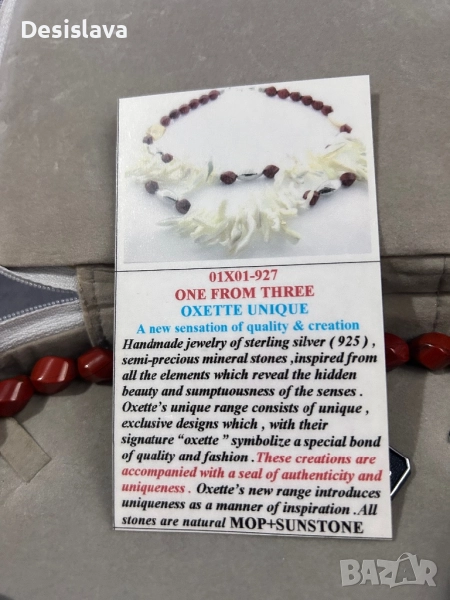 Desislava
01X01-927
ONE FROM THREE
OXETTE UNIQUE
A new sensation of quality & creation
Handmade jewelry of sterling silver ( 925 ) ,
semi-precious mineral stones ,inspired from
all the elements which reveal the hidden
beauty and sumptuousness of the senses .
Oxette's unique range consists of unique ,
exclusive designs which , with their
signature “oxette ” symbolize a special bond
of quality and fashion .These creations are
accompanied with a seal of authenticity and
uniqueness . Oxette's new range introduces
uniqueness as a manner of inspiration .All
stones are natural MOP+SUNSTONE
BAZAR